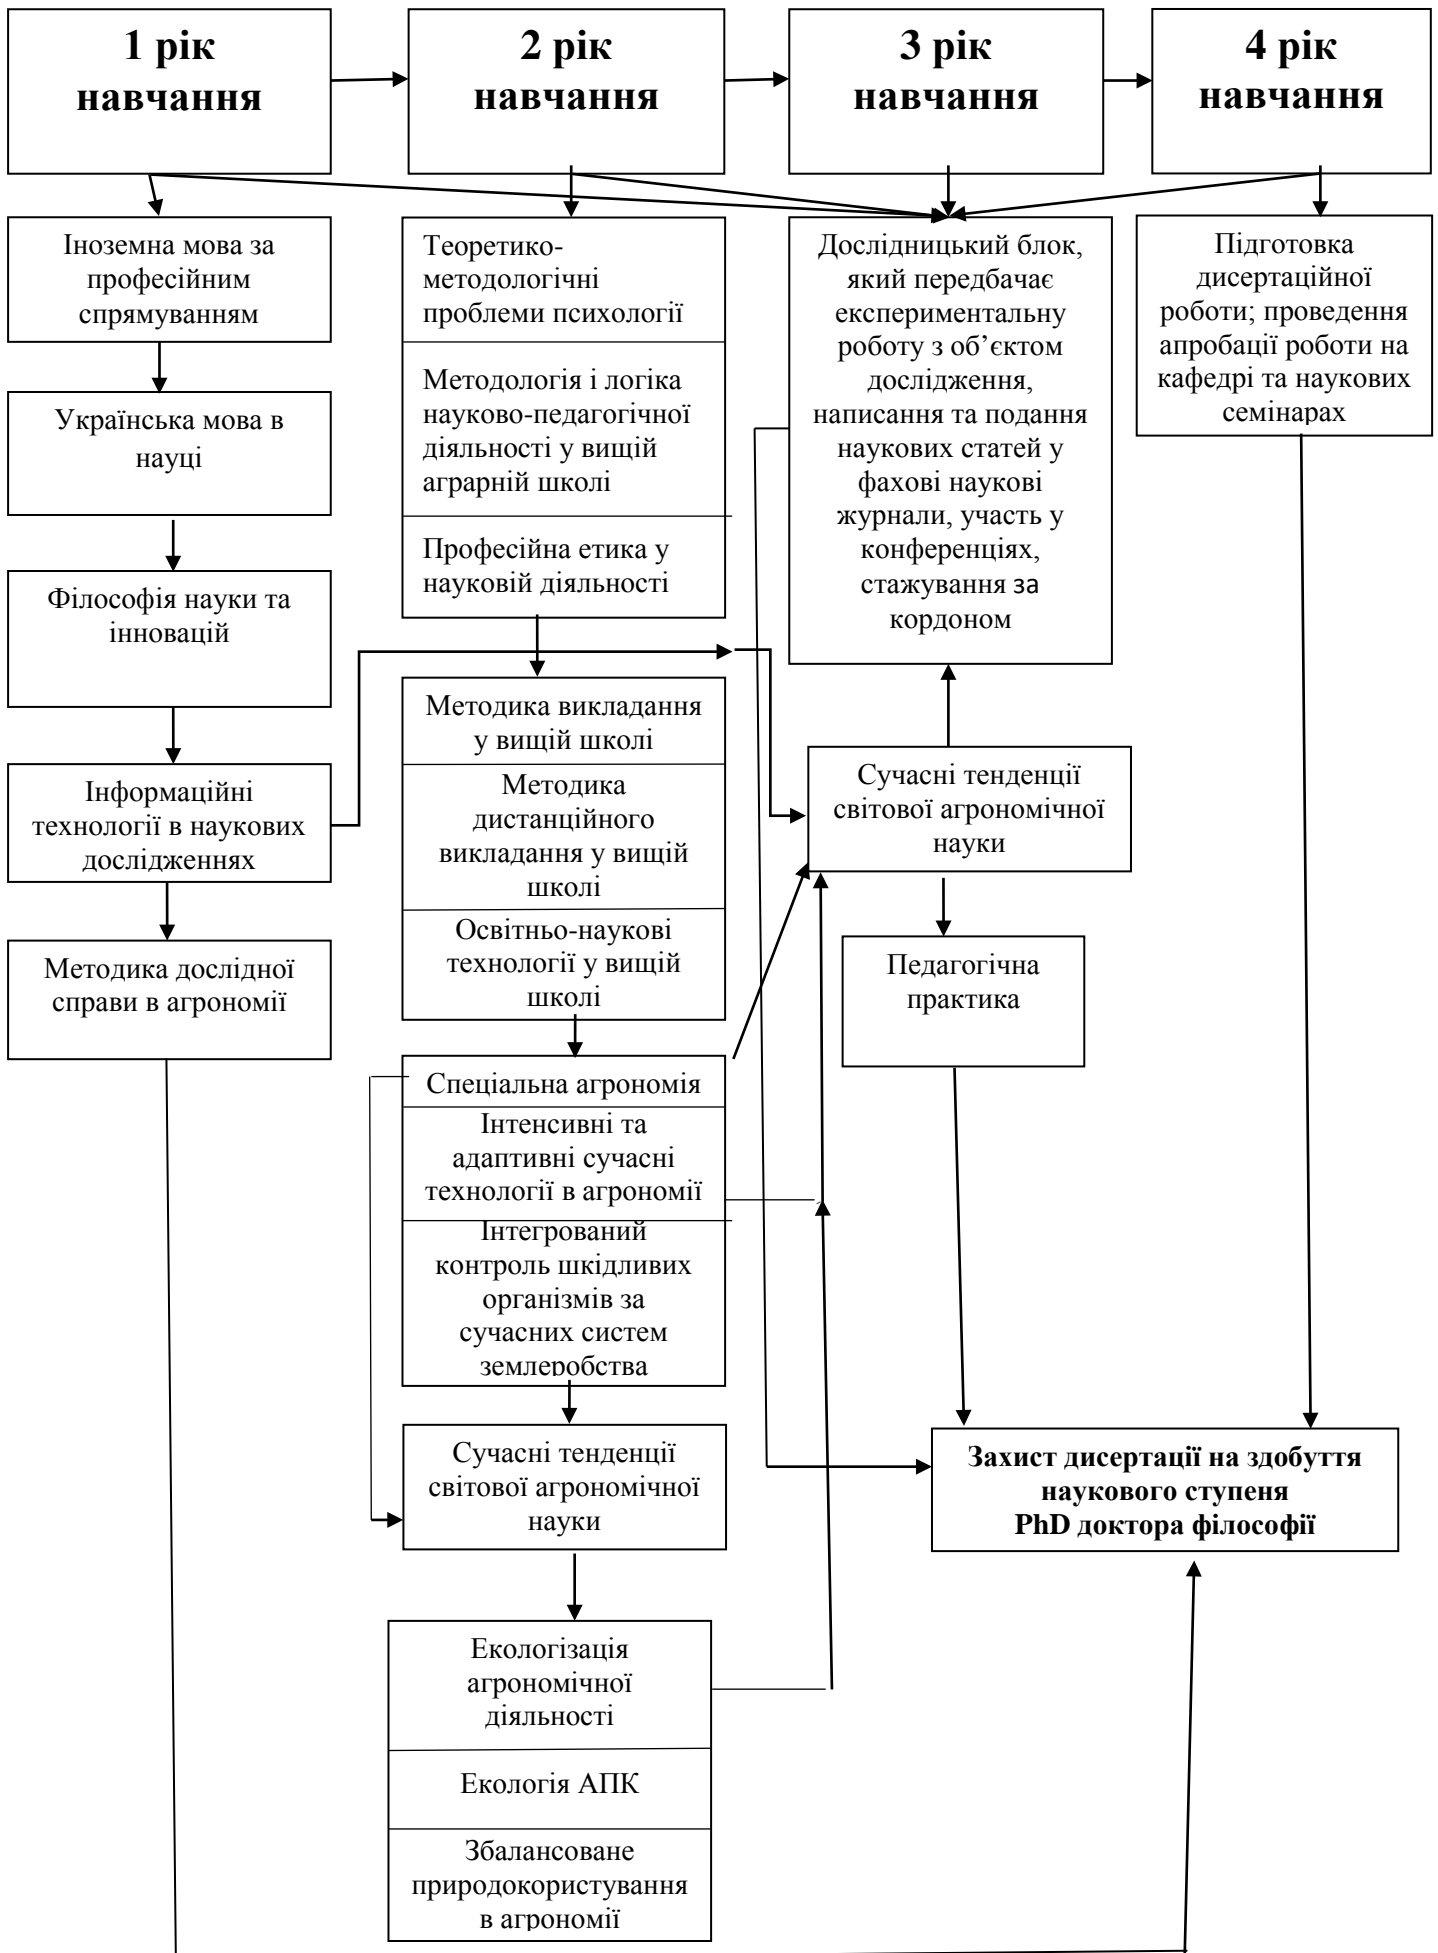 1 рік
навчання
2 рік
навчання
3 рік
навчання
4 рік
навчання
Іноземна мова за
професійним
спрямуванням
Українська мова в
науці
Філософія науки та
інновацій
Інформаційні
технології в наукових
дослідженнях
Методика дослідної
справи в агрономії
Теоретико-
методологічні
проблеми психології
Методологія і логіка
науково-педагогічної
діяльності у вищій
аграрній школі
Професійна етика у
науковій діяльності
Методика викладання
у вищій школі
Методика
дистанційного
викладання у вищій
школі
Освітньо-наукові
технології у вищій
школі
Спеціальна агрономія
Інтенсивні та
адаптивні сучасні
технології в агрономії
Інтегрований
контроль шкідливих
організмів за
сучасних систем
землеробства
Сучасні тенденції
світової агрономічної
науки
Екологізація
агрономічної
діяльності
Екологія АПК
Збалансоване
природокористування
в агрономії
Дослідницький блок,
який передбачає
експериментальну
роботу з об’єктом
дослідження,
написання та подання
наукових статей у
фахові наукові
журнали, участь у
конференціях,
стажування за
кордоном
Сучасні тенденції
світової агрономічної
науки
Педагогічна
практика
Підготовка
дисертаційної
роботи; проведення
апробації роботи на
кафедрі та наукових
семінарах
Захист дисертації на здобуття
наукового ступеня
PhD доктора філософії